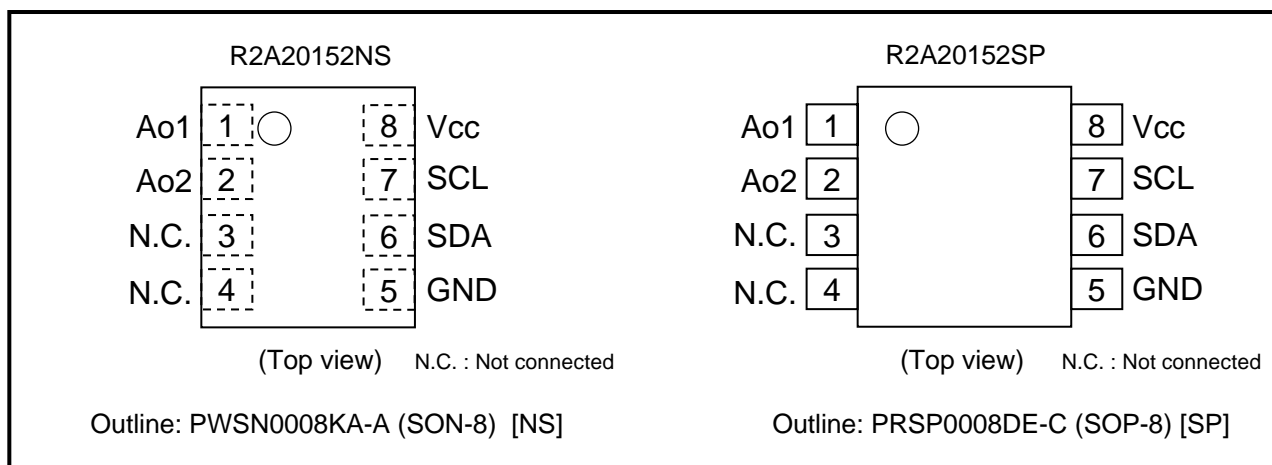 R2A20152NS
Ao1 1 8 Vcc
Ao2 2 7 SCL
N.C. 3 6 SDA
N.C. 4 5 GND
(Top view) N.C. : Not connected
Outline: PWSN0008KA-A (SON-8) [NS]
R2A20152SP
Ao1 1 8 Vcc
Ao2 2 7 SCL
N.C. 3 6 SDA
N.C. 4 5 GND
(Top view) N.C. : Not connected
Outline: PRSP0008DE-C (SOP-8) [SP]